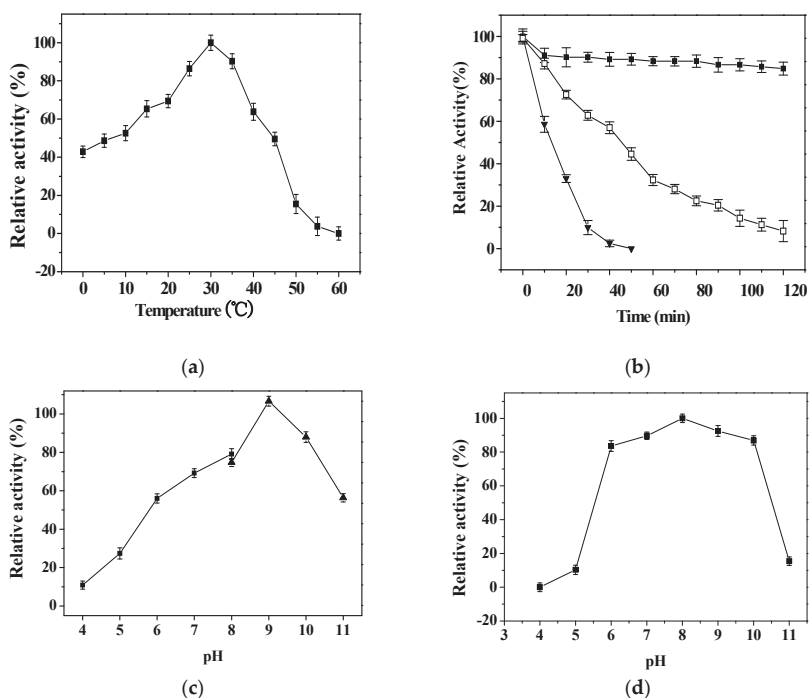 Relative activity (%)
100
80
60
40
20
0
-20
0 10 20 30 40 50 60
Temperature (℃)
(a)
Relative Activity(%)
100
80
60
40
20
0
0 20 40 60 80 100 120
Time (min)
(b)
Relative activity (%)
100
80
60
40
20
0
4 5 6 7 8 9 10 11
pH
(c)
Relative activity (%)
100
80
60
40
20
0
-20
3 4 5 6 7 8 9 10 11
pH
(d)